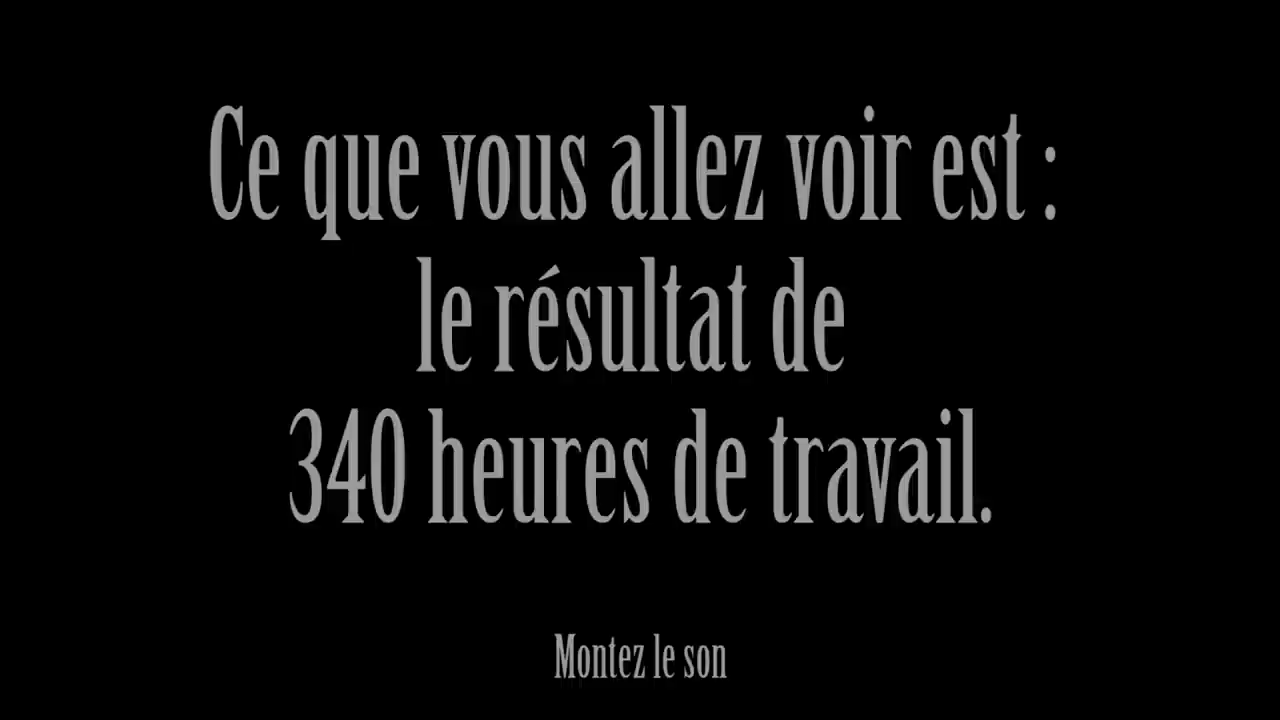 Ce que vous allez voir est :
le résultat de
340 heures de travail.
Montez le son